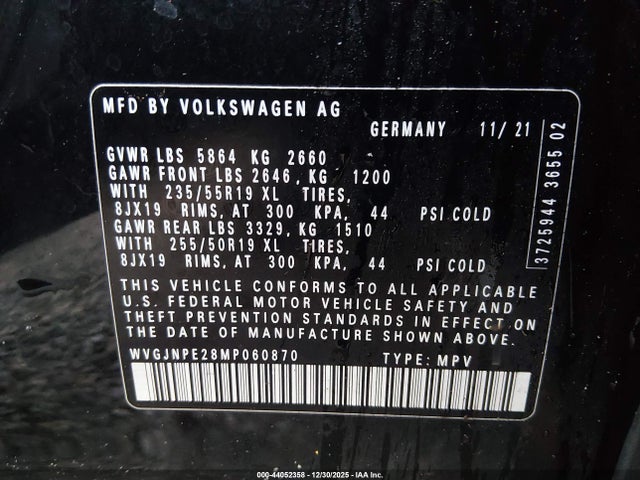 MFD BY VOLKSWAGEN AG
GERMANY 11/21
GVWR LBS 5864 KG 2660
GAWR FRONT LBS 2646, KG 1200
WITH 235/55R19 XL TIRES,
8JX19 RIMS, AT 300 KPA, 44 PSI COLD
GAWR REAR LBS 3329, KG 1510
WITH 255/50R19 XL TIRES,
8JX19 RIMS, AT 300 KPA, 44 PSI COLD
THIS VEHICLE CONFORMS TO ALL APPLICABLE
U.S. FEDERAL MOTOR VEHICLE SAFETY AND
THEFT PREVENTION STANDARDS IN EFFECT ON
THE DATE OF MANUFACTURE SHOWN ABOVE
WVGJNPE28MP060870 TYPE: MPV
3725944 3655 02
000-44052358 - 12/30/2025 - IAA Inc.